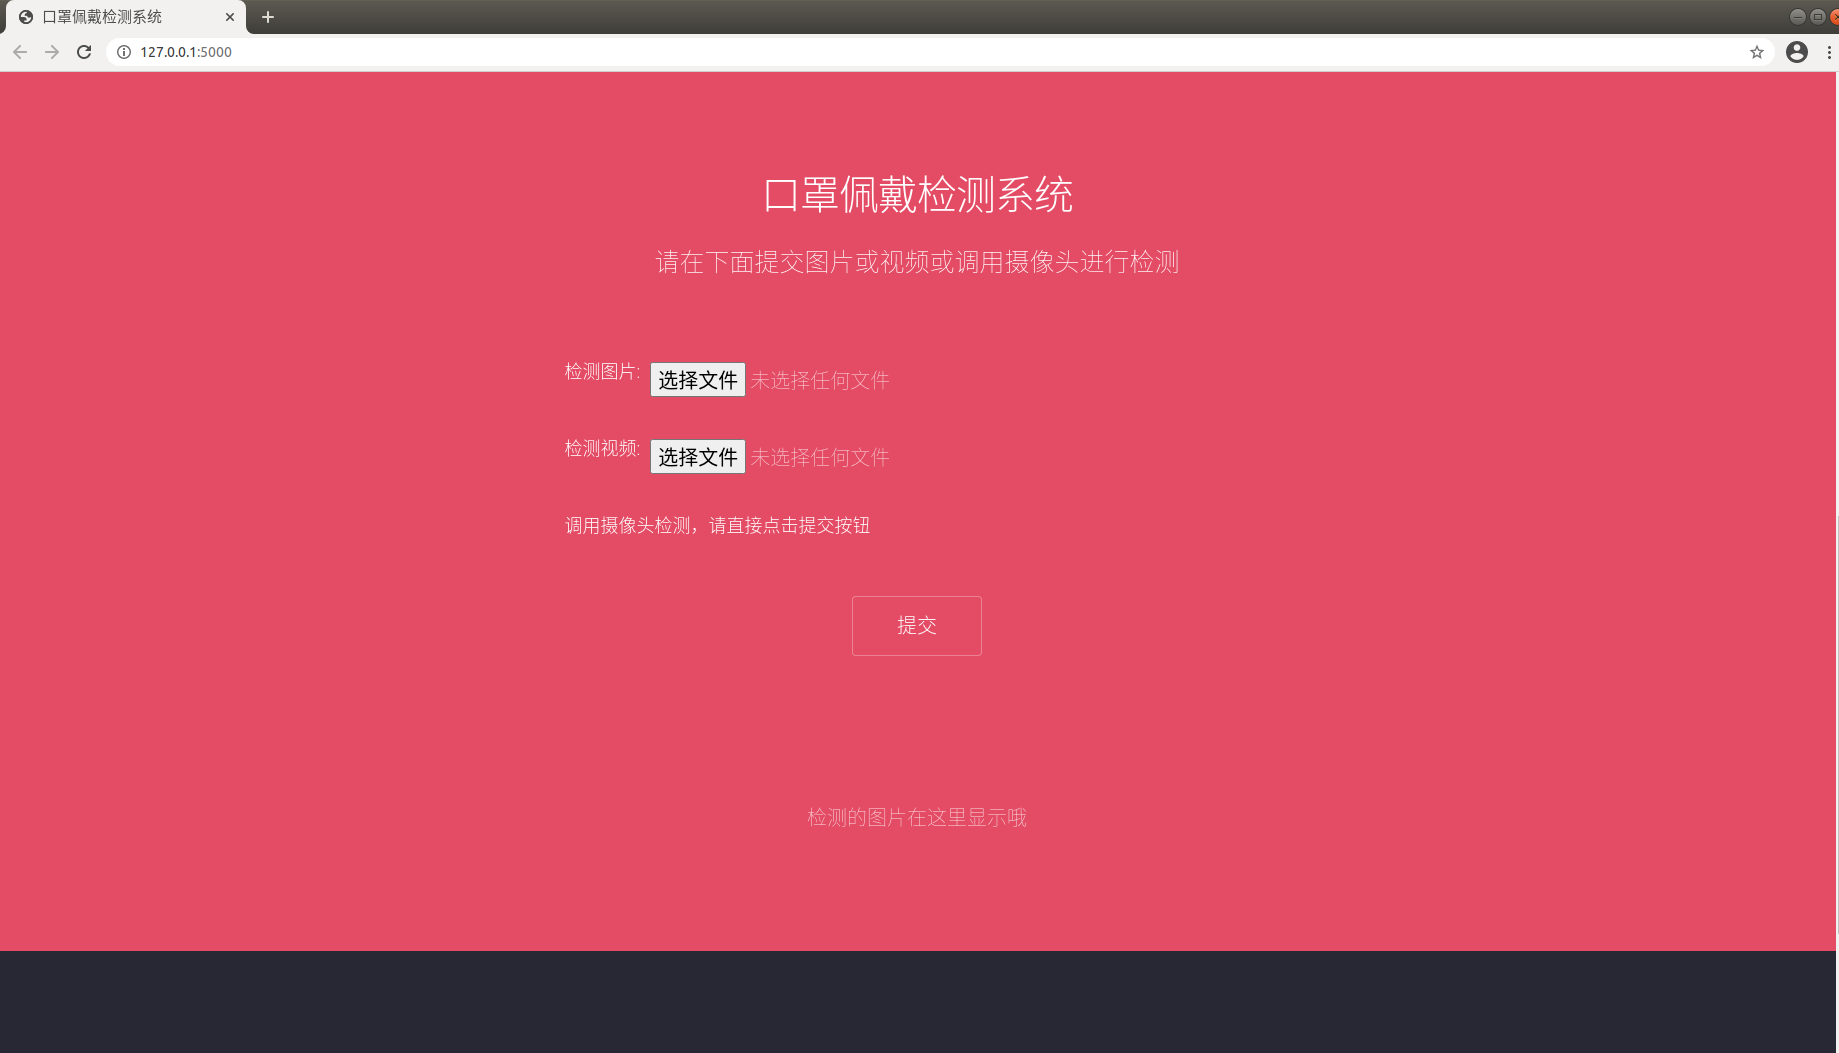 口罩佩戴检测系统
127.0.0.1:5000
口罩佩戴检测系统
请在下面提交图片或视频或调用摄像头进行检测
检测图片: 选择文件 未选择任何文件
检测视频: 选择文件 未选择任何文件
调用摄像头检测，请直接点击提交按钮
提交
检测的图片在这里显示哦